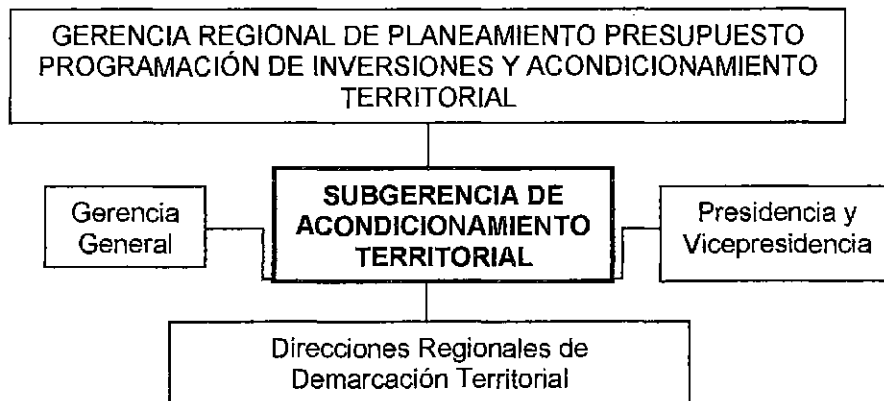 GERENCIA REGIONAL DE PLANEAMIENTO PRESUPUESTO
PROGRAMACIÓN DE INVERSIONES Y ACONDICIONAMIENTO
TERRITORIAL
SUBGERENCIA DE
ACONDICIONAMIENTO
TERRITORIAL
Gerencia
General
Presidencia y
Vicepresidencia
Direcciones Regionales de
Demarcación Territorial